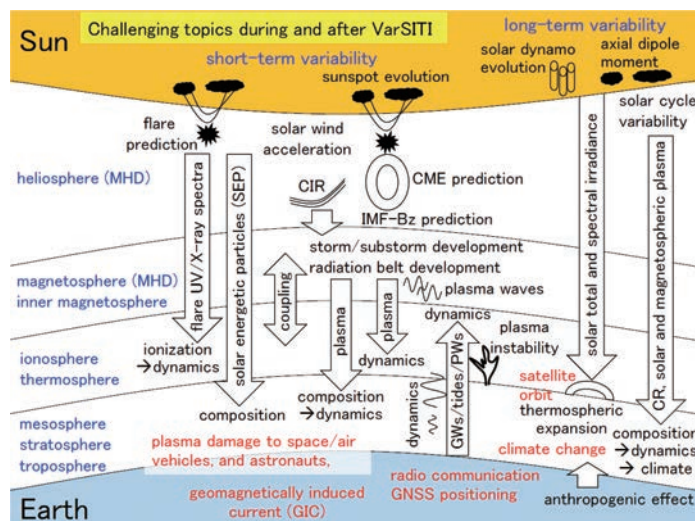 Sun
Challenging topics during and after VarSITI
long-term variability
short-term variability
solar dynamo
evolution
axial dipole
moment
sunspot evolution
flare
prediction
solar wind
acceleration
solar cycle
variability
heliosphere (MHD)
CIR
CME prediction
IMF-Bz prediction
flare UV/X-ray spectra
solar energetic particles (SEP)
storm/substorm development
radiation belt development
solar total and spectral irradiance
CR, solar and magnetospheric plasma
magnetosphere (MHD)
inner magnetosphere
coupling
plasma waves
plasma
plasma
dynamics
plasma
instability
ionosphere
thermosphere
ionization
→dynamics
dynamics
GWs/tides/PWs
dynamics
satellite
orbit
thermospheric
expansion
composition
composition
→dynamics
mesosphere
stratosphere
troposphere
plasma damage to space/air
vehicles, and astronauts,
climate change
composition
→dynamics
→ climate
radio communication
GNSS positioning
geomagnetically induced
current (GIC)
anthropogenic effect
Earth